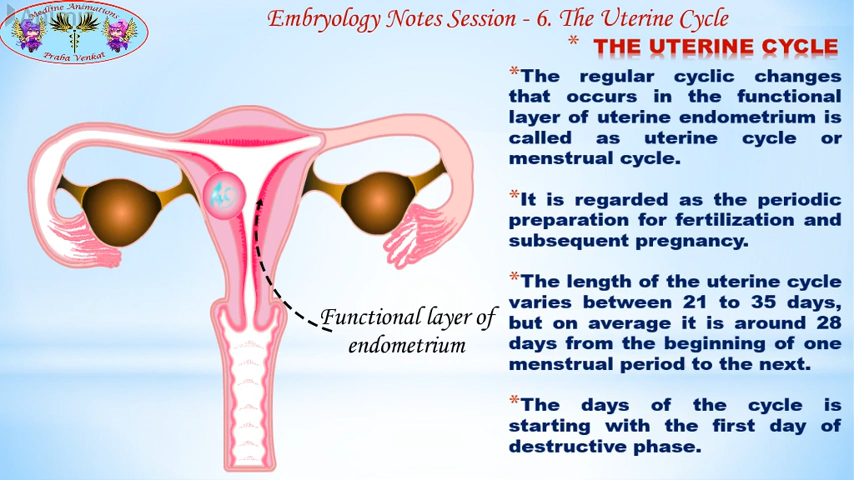 Medline Animations
Praba Venkat
Embryology Notes Session - 6. The Uterine Cycle
* THE UTERINE CYCLE
*The regular cyclic changes
that occurs in the functional
layer of uterine endometrium is
called as uterine cycle or
menstrual cycle.
*It is regarded as the periodic
preparation for fertilization and
subsequent pregnancy.
*The length of the uterine cycle
varies between 21 to 35 days,
but on average it is around 28
days from the beginning of one
menstrual period to the next.
*The days of the cycle is
starting with the first day of
destructive phase.
Functional layer of
endometrium